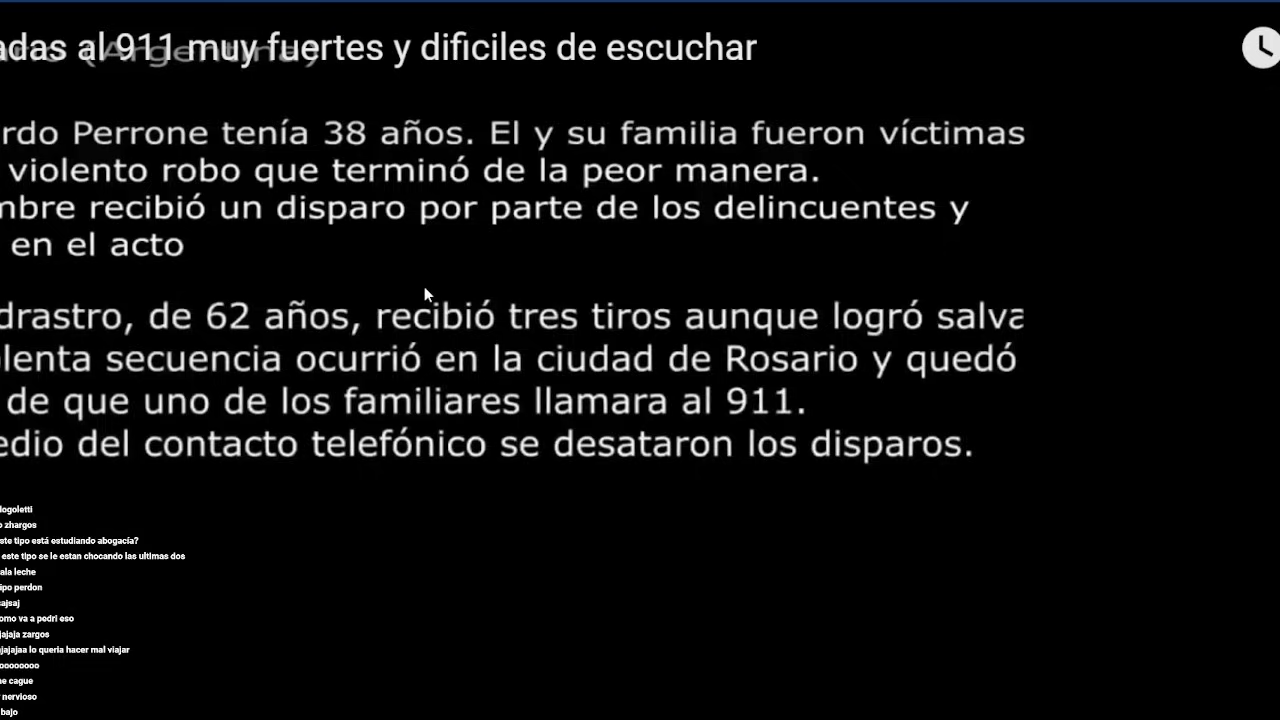 adas al 911 muy fuertes y dificiles de escuchar
(Argentina)
rdo Perrone tenía 38 años. El y su familia fueron víctimas
violento robo que terminó de la peor manera.
mbre recibió un disparo por parte de los delincuentes y
en el acto
drastro, de 62 años, recibió tres tiros aunque logró salva
lenta secuencia ocurrió en la ciudad de Rosario y quedó
de que uno de los familiares llamara al 911.
edio del contacto telefónico se desataron los disparos.
logoletti
o zhargos
ste tipo está estudiando abogacía?
este tipo se le estan chocando las ultimas dos
ala leche
ipo perdon
cajsaj
omo va a pedri eso
jajaja zargos
jajajaa lo queria hacer mal viajar
oooooooo
ne cague
nervioso
bajo